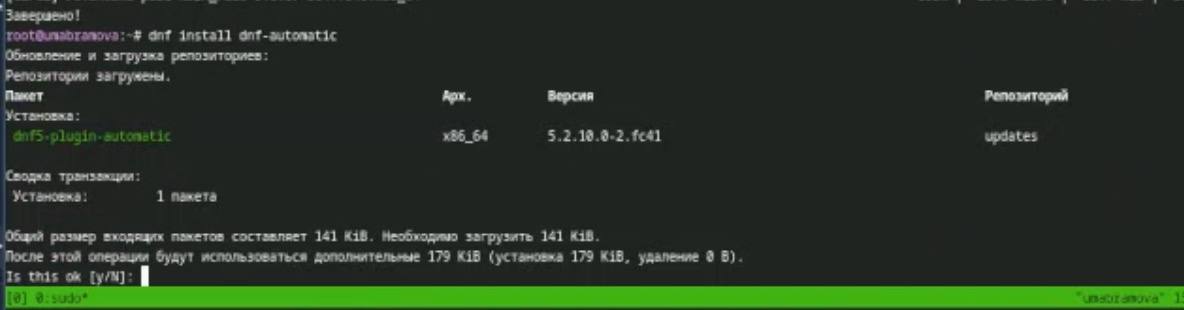 Завершено!
root@umabramova:~# dnf install dnf-automatic
Обновление и загрузка репозиториев:
Репозитории загружены.
Пакет Арх. Версия Репозиторий
Установка:
dnf5-plugin-automatic x86_64 5.2.10.0-2.fc41 updates
Сводка транзакции:
Установка: 1 пакета
Общий размер входящих пакетов составляет 141 KiB. Необходимо загрузить 141 KiB.
После этой операции будут использоваться дополнительные 179 KiB (установка 179 KiB, удаление 0 B).
Is this ok [y/N]:
[0] 0:sudo* "umabramova" 15